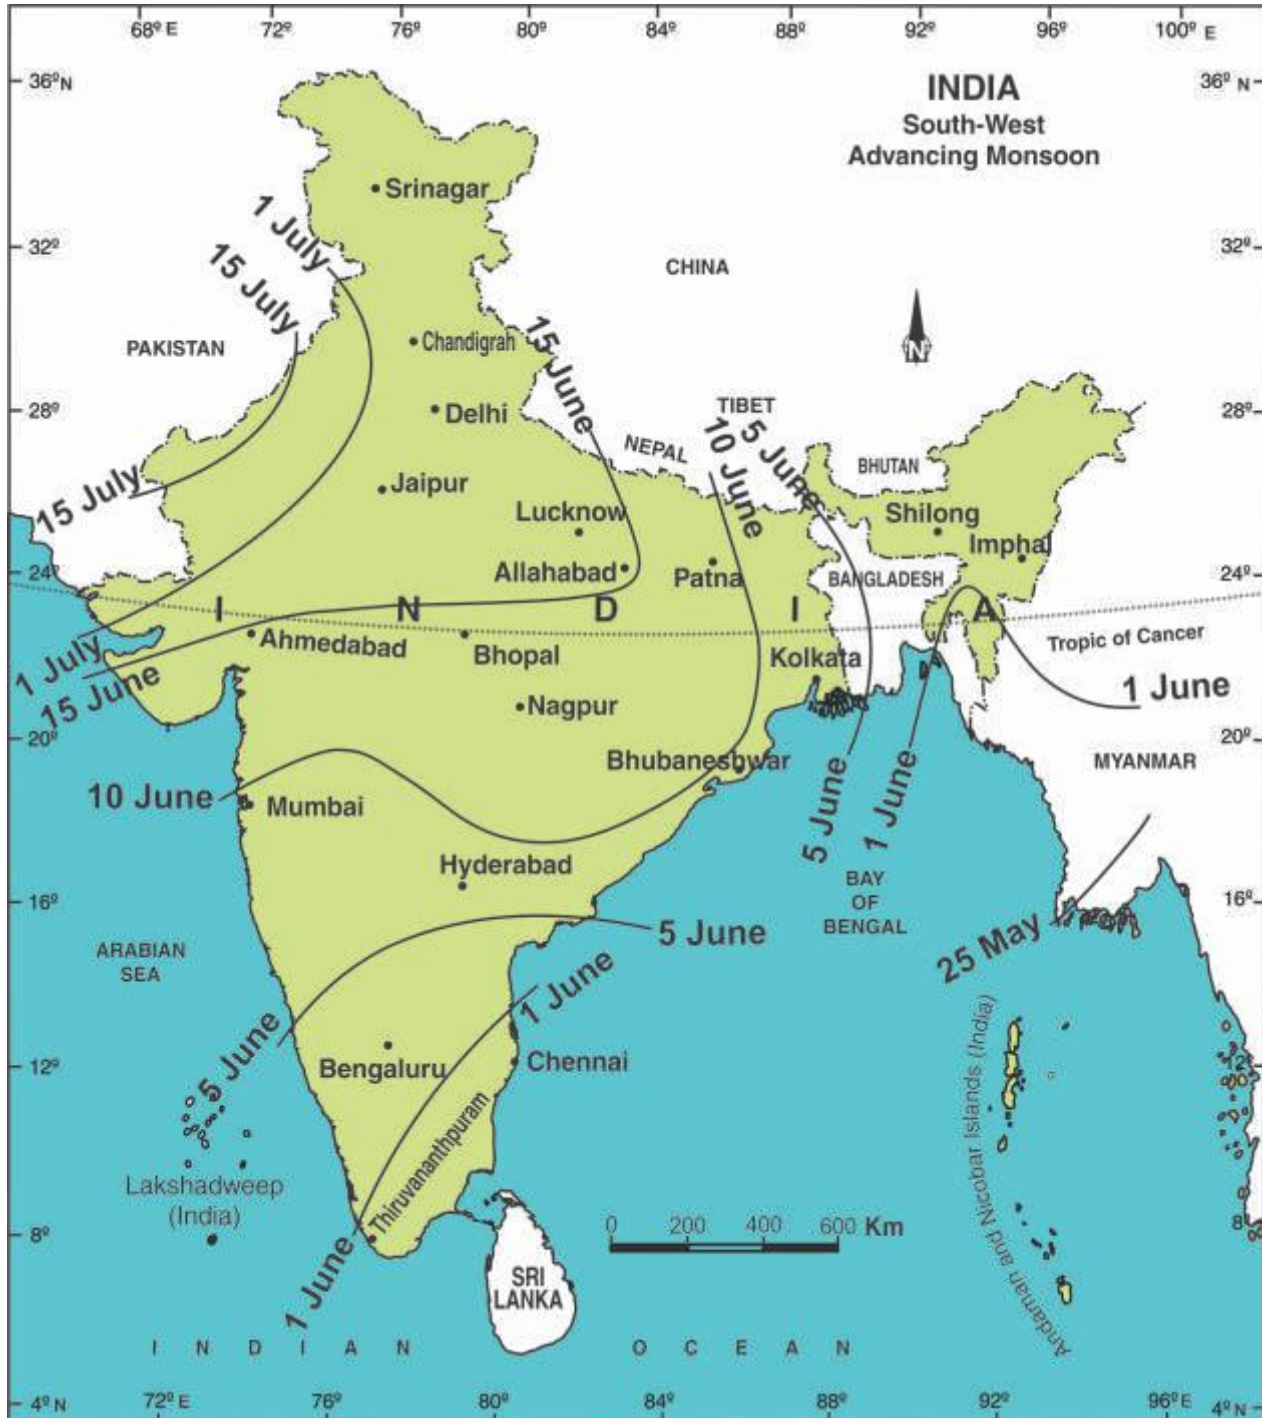 68º E 72º 76º 80º 84º 88º 92º 96º 100º E
36º N
36º N
INDIA
South-West
Advancing Monsoon
Srinagar
1 July
15 July
32º
32º
CHINA
PAKISTAN
Chandigrah
15 June
N
28º
28º
Delhi
TIBET
NEPAL
10 June
5 June
BHUTAN
15 July
Jaipur
Lucknow
Shilong
Imphal
24º
24º
Allahabad
Patna
BANGLADESH
I N D I A
Ahmedabad
Bhopal
Kolkata
Tropic of Cancer
1 July
15 June
1 June
Nagpur
20º
20º
Bhubaneshwar
MYANMAR
10 June
Mumbai
5 June
1 June
Hyderabad
16º
16º
BAY
OF
BENGAL
25 May
ARABIAN
SEA
5 June
1 June
5 June
Bengaluru
Chennai
12º
12º
Thiruvananthpuram
Andaman and Nicobar Islands (India)
Lakshadweep
(India)
8º
8º
0 200 400 600 Km
1 June
SRI
LANKA
I N D I A N O C E A N
4º N
72º E 76º 80º 84º 88º 92º 96º E
4º N